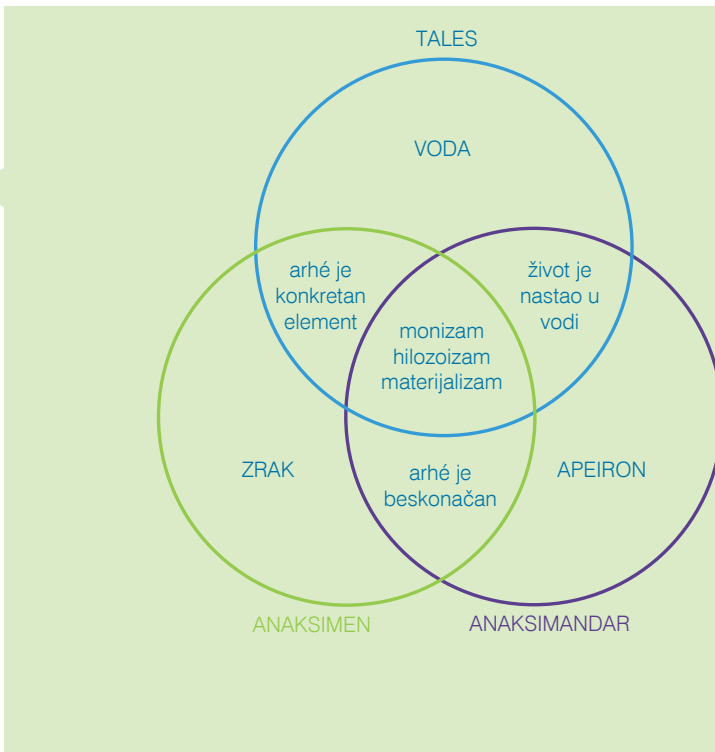 TALES
VODA
arhé je
konkretan
element
život je
nastao u
vodi
monizam
hilozoizam
materijalizam
ZRAK
arhé je
beskonačan
APEIRON
ANAKSIMEN
ANAKSIMANDAR